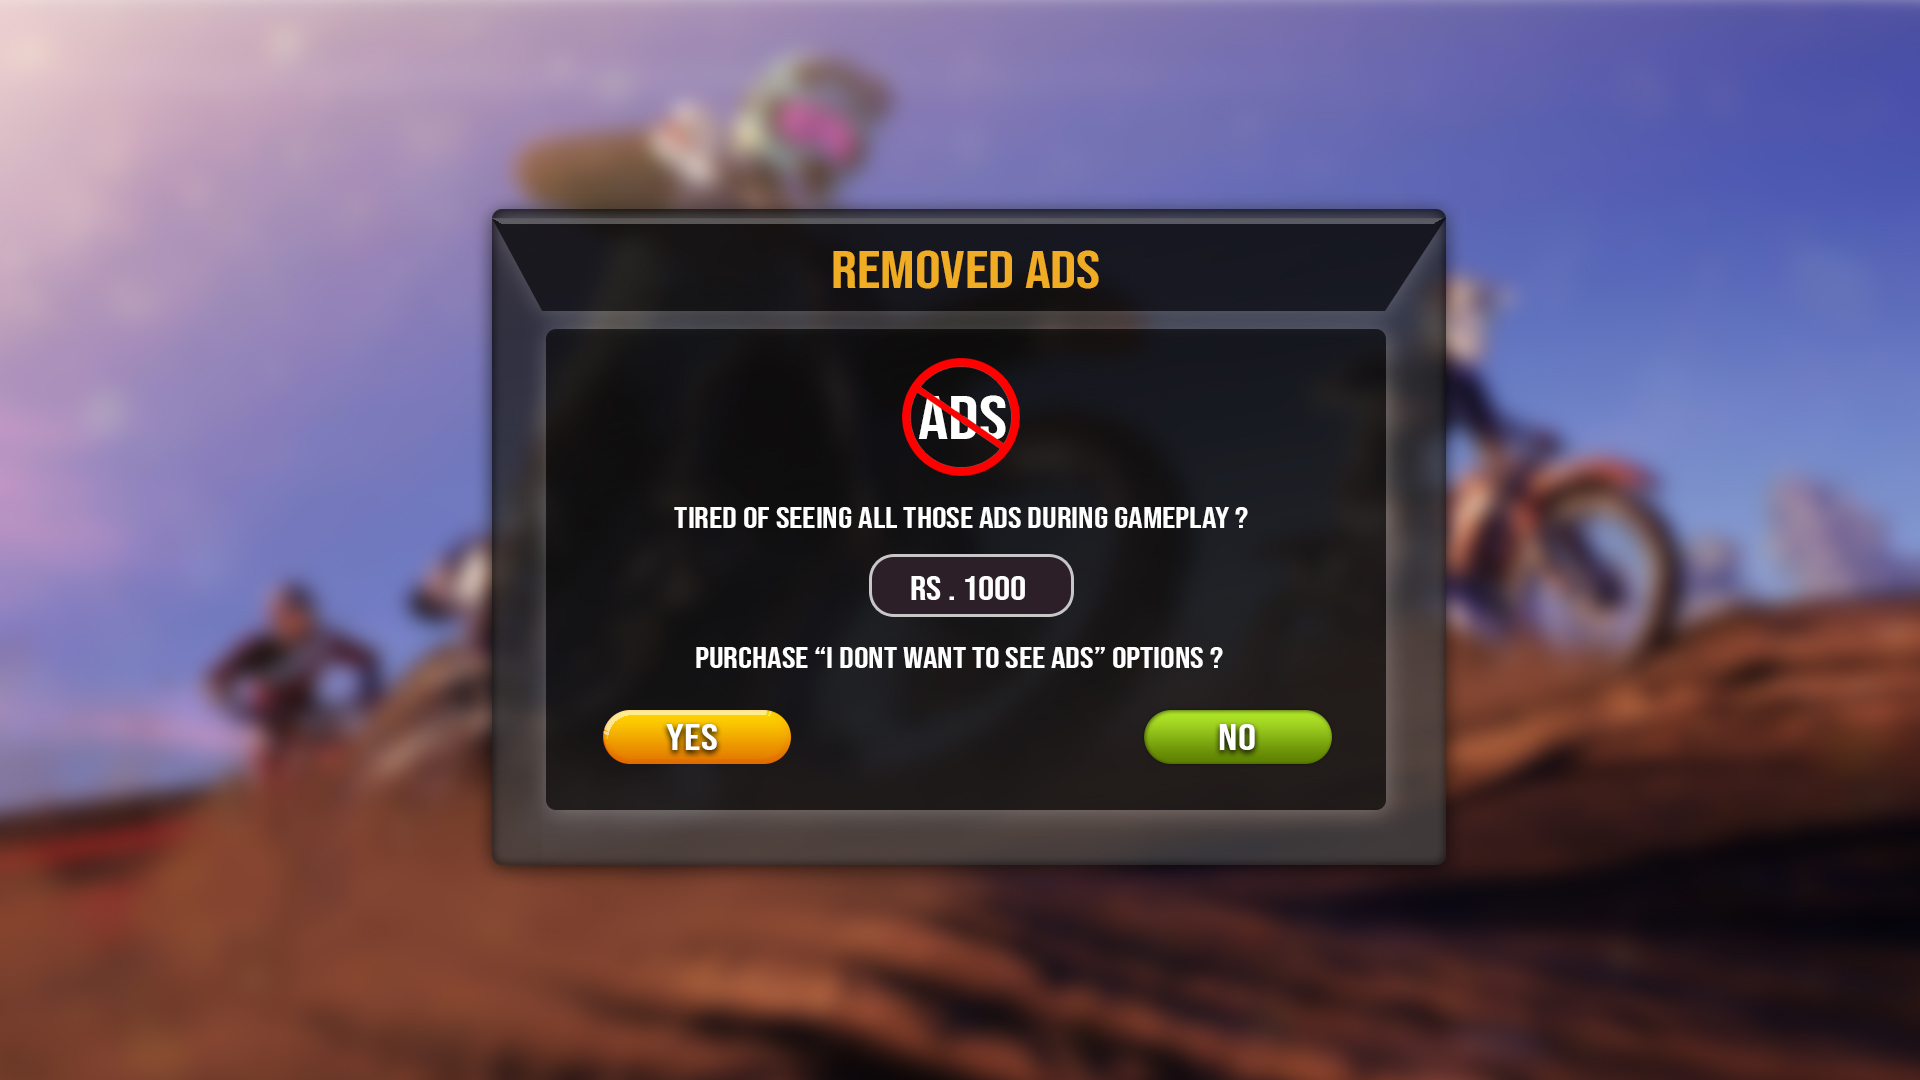 REMOVED ADS
ADS
TIRED OF SEEING ALL THOSE ADS DURING GAMEPLAY ?
RS . 1000
PURCHASE “I DONT WANT TO SEE ADS” OPTIONS ?
YES
NO